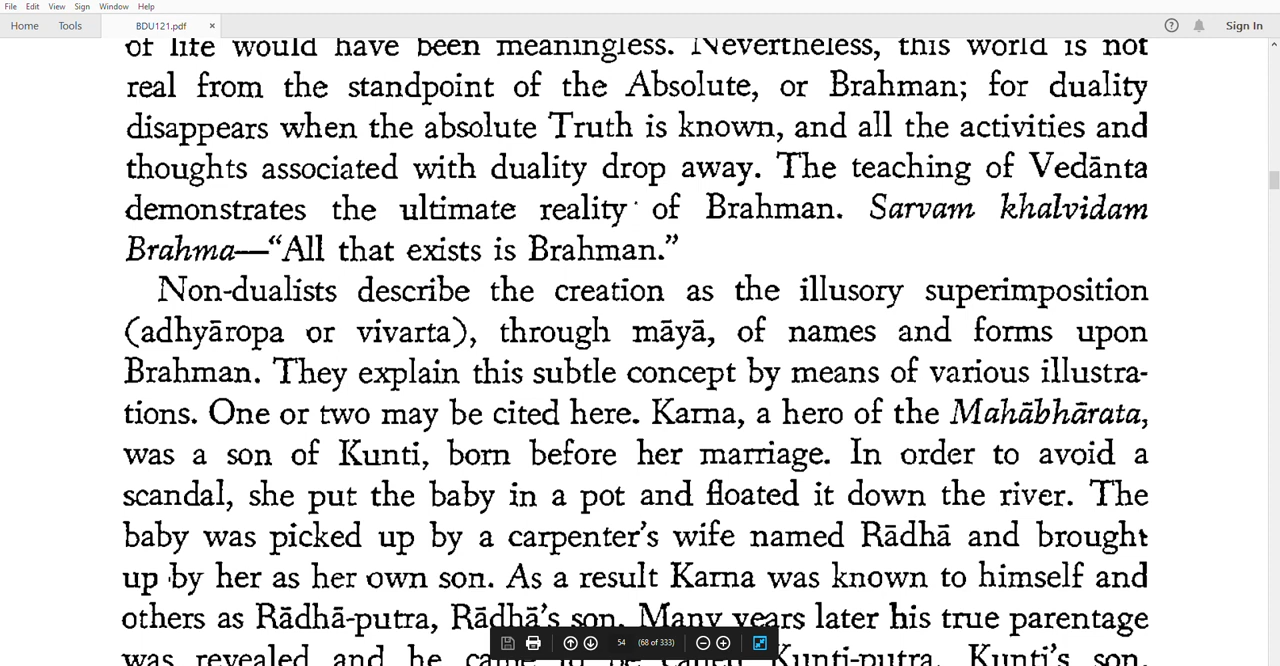 File Edit View Sign Window Help
Home Tools BDU121.pdf × Sign In
of life would have been meaningless. Nevertheless, this world is not
real from the standpoint of the Absolute, or Brahman; for duality
disappears when the absolute Truth is known, and all the activities and
thoughts associated with duality drop away. The teaching of Vedānta
demonstrates the ultimate reality of Brahman. Sarvam khalvidam
Brahma—“All that exists is Brahman.”
Non-dualists describe the creation as the illusory superimposition
(adhyāropa or vivarta), through māyā, of names and forms upon
Brahman. They explain this subtle concept by means of various illustra-
tions. One or two may be cited here. Karna, a hero of the Mahābhārata,
was a son of Kunti, born before her marriage. In order to avoid a
scandal, she put the baby in a pot and floated it down the river. The
baby was picked up by a carpenter’s wife named Rādhā and brought
up by her as her own son. As a result Karna was known to himself and
others as Rādhā-putra, Rādhā’s son. Many years later his true parentage
was revealed and he came to be called Kunti-putra, Kunti’s son.
54 (68 of 333)